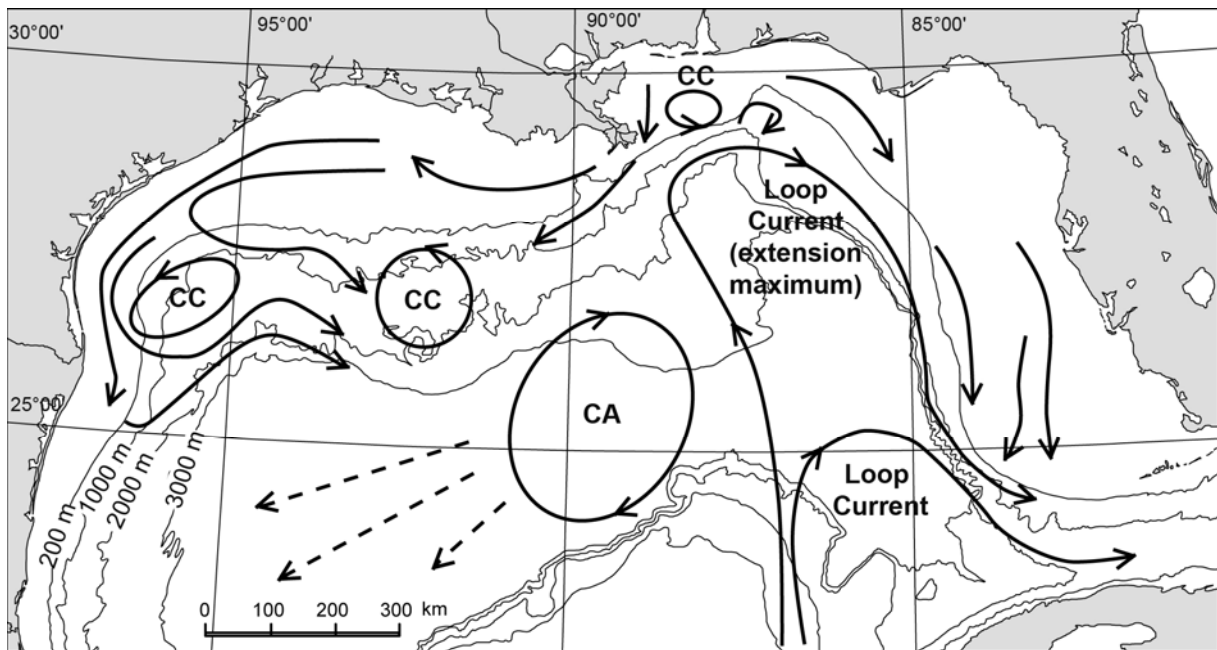 30°00'
95°00'
90°00'
85°00'
CC
Loop
Current
(extension
maximum)
CC
CC
CA
25°00'
Loop
Current
200 m
1000 m
2000 m
3000 m
0 100 200 300 km